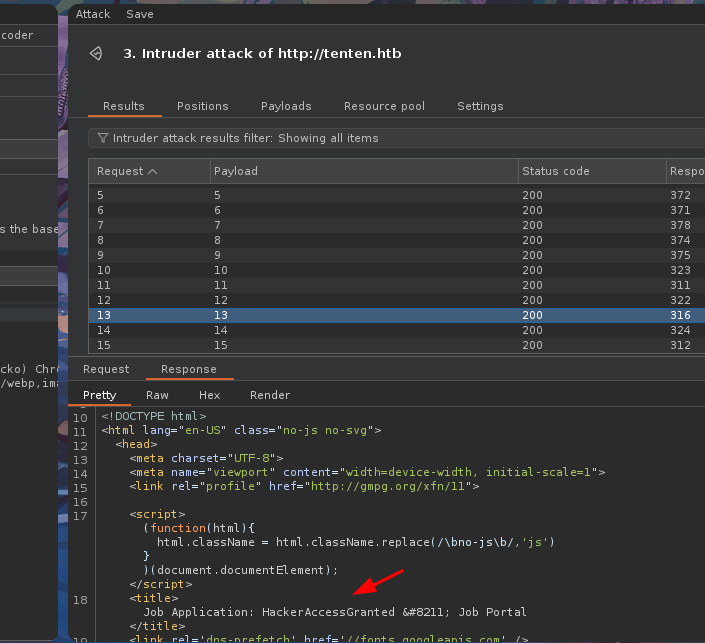 Attack Save
coder
3. Intruder attack of http://tenten.htb
Results Positions Payloads Resource pool Settings
Intruder attack results filter: Showing all items
Request Payload Status code Respo
5 5 200 372
6 6 200 371
7 7 200 378
s the base
8 8 200 374
9 9 200 375
10 10 200 323
11 11 200 311
12 12 200 322
13 13 200 316
14 14 200 324
15 15 200 312
Request Response
cko) Chr
/webp,ima
Pretty Raw Hex Render
10 <!DOCTYPE html>
11 <html lang="en-US" class="no-js no-svg">
12 <head>
13 <meta charset="UTF-8">
14 <meta name="viewport" content="width=device-width, initial-scale=1">
15 <link rel="profile" href="http://gmpg.org/xfn/11">
16
17 <script>
(function(html){
html.className = html.className.replace(/\bno-js\b/,'js')
}
)(document.documentElement);
</script>
18 <title>
Job Application: HackerAccessGranted &#8211; Job Portal
</title>
19 <link rel='dns-prefetch' href='//fonts.googleapis.com' />